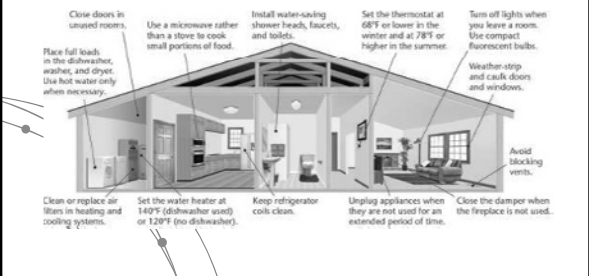 Close doors in
unused rooms.
Use a microwave rather
than a stove to cook
small portions of food.
Install water-saving
shower heads, faucets,
and toilets.
Set the thermostat at
68°F or lower in the
winter and at 78°F or
higher in the summer.
Turn off lights when
you leave a room.
Use compact
fluorescent bulbs.
Place full loads
in the dishwasher,
washer, and dryer.
Use hot water only
when necessary.
Weather-strip
and caulk doors
and windows.
Avoid
blocking
vents.
Clean or replace air
filters in heating and
cooling systems.
Set the water heater at
140°F (dishwasher used)
or 120°F (no dishwasher).
Keep refrigerator
coils clean.
Unplug appliances when
they are not used for an
extended period of time.
Close the damper when
the fireplace is not used.